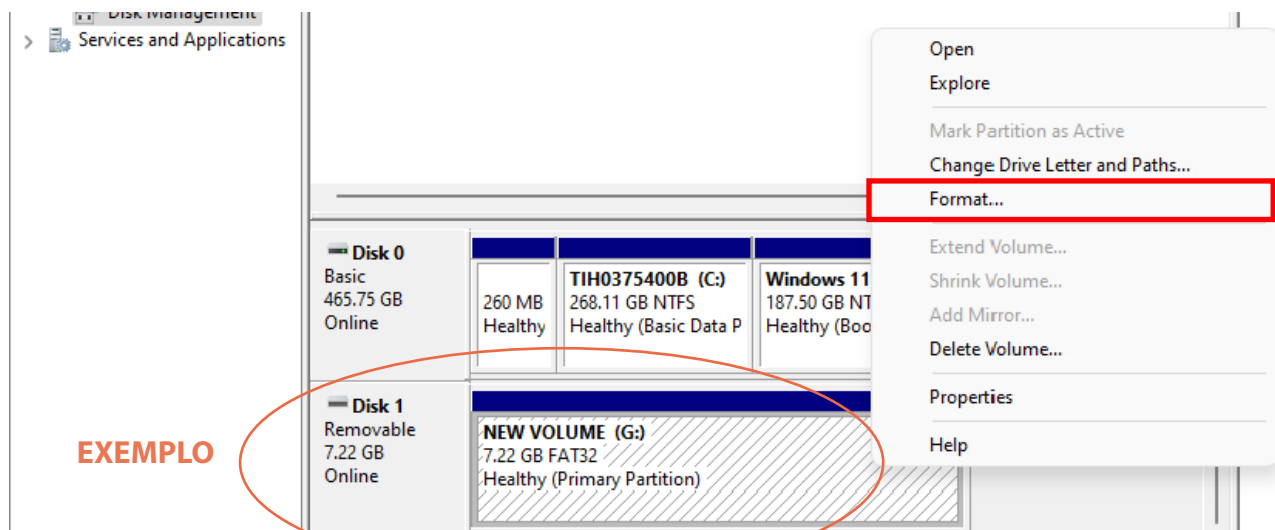 Disk Management
Services and Applications
Open
Explore
Mark Partition as Active
Change Drive Letter and Paths...
Format...
Extend Volume...
Shrink Volume...
Add Mirror...
Delete Volume...
Properties
Help
Disk 0
Basic
465.75 GB
Online
260 MB
Healthy
TIH0375400B (C:)
268.11 GB NTFS
Healthy (Basic Data P
Windows 11
187.50 GB NT
Healthy (Boo
EXEMPLO
Disk 1
Removable
7.22 GB
Online
NEW VOLUME (G:)
7.22 GB FAT32
Healthy (Primary Partition)